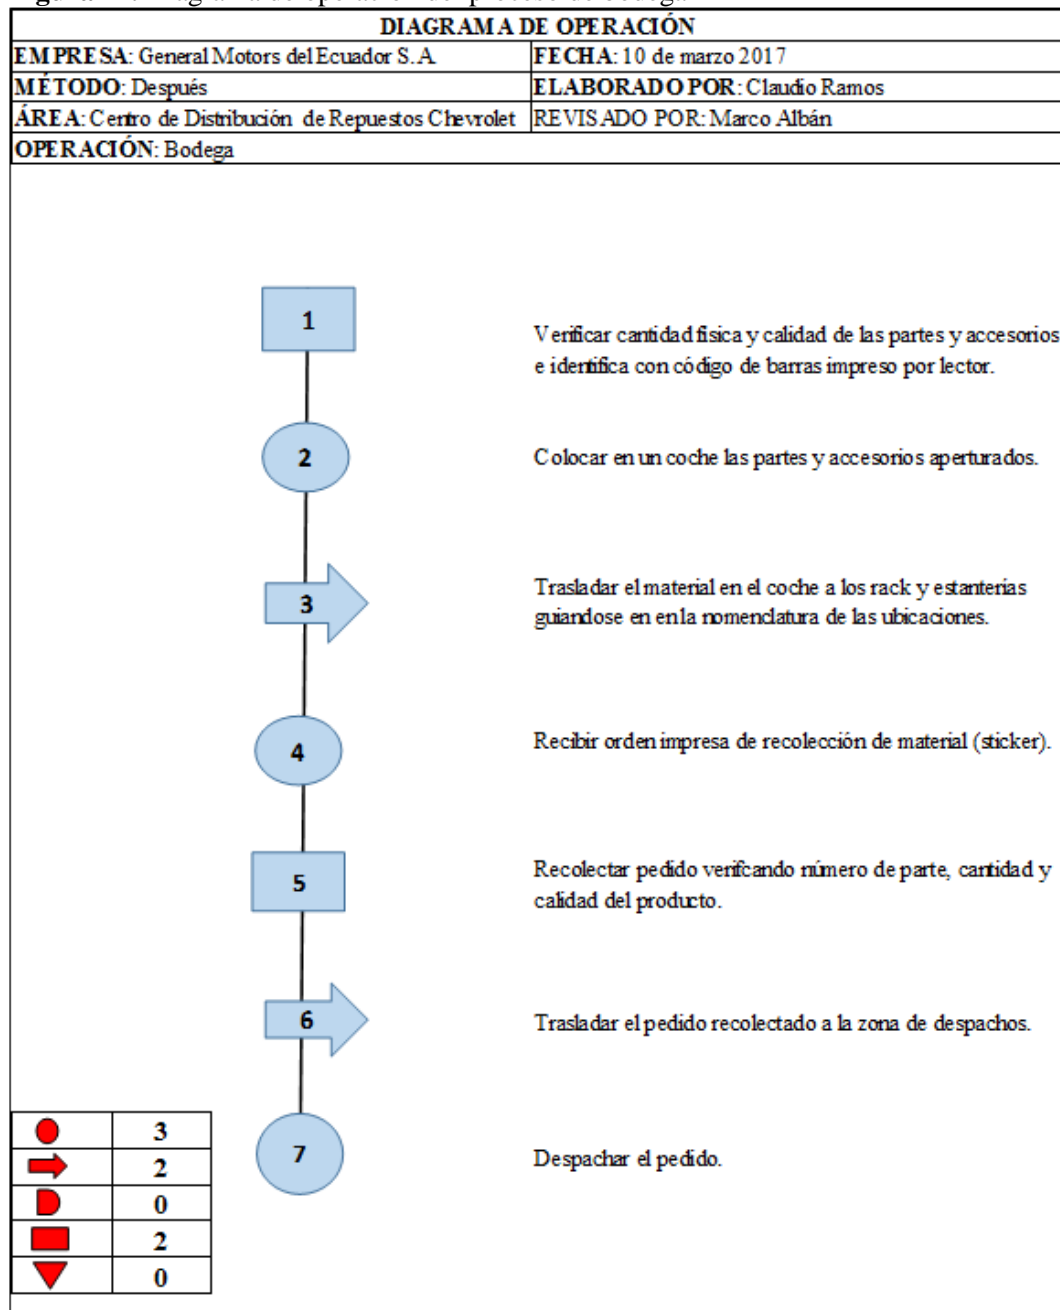 DIAGRAMA DE OPERACIÓN
EMPRESA: General Motors del Ecuador S.A.
FECHA: 10 de marzo 2017
MÉTODO: Después
ELABORADO POR: Claudio Ramos
ÁREA: Centro de Distribución de Repuestos Chevrolet
REVISADO POR: Marco Albán
OPERACIÓN: Bodega
1
Verificar cantidad física y calidad de las partes y accesorios
e identifica con código de barras impreso por lector.
2
Colocar en un coche las partes y accesorios aperturados.
3
Trasladar el material en el coche a los rack y estanterias
guiandose en en la nomenclatura de las ubicaciones.
4
Recibir orden impresa de recolección de material (sticker).
5
Recolectar pedido verifcando número de parte, cantidad y
calidad del producto.
6
Trasladar el pedido recolectado a la zona de despachos.
7
Despachar el pedido.
3
2
0
2
0